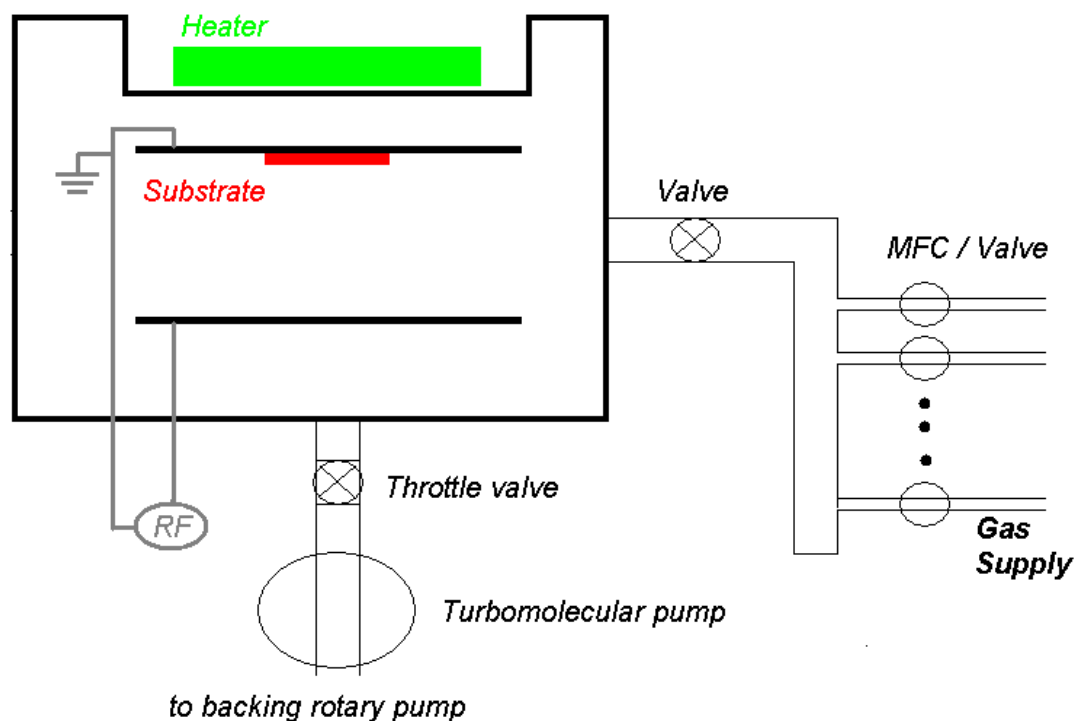 Heater
Substrate
Valve
MFC / Valve
Throttle valve
RF
Gas
Supply
Turbomolecular pump
to backing rotary pump